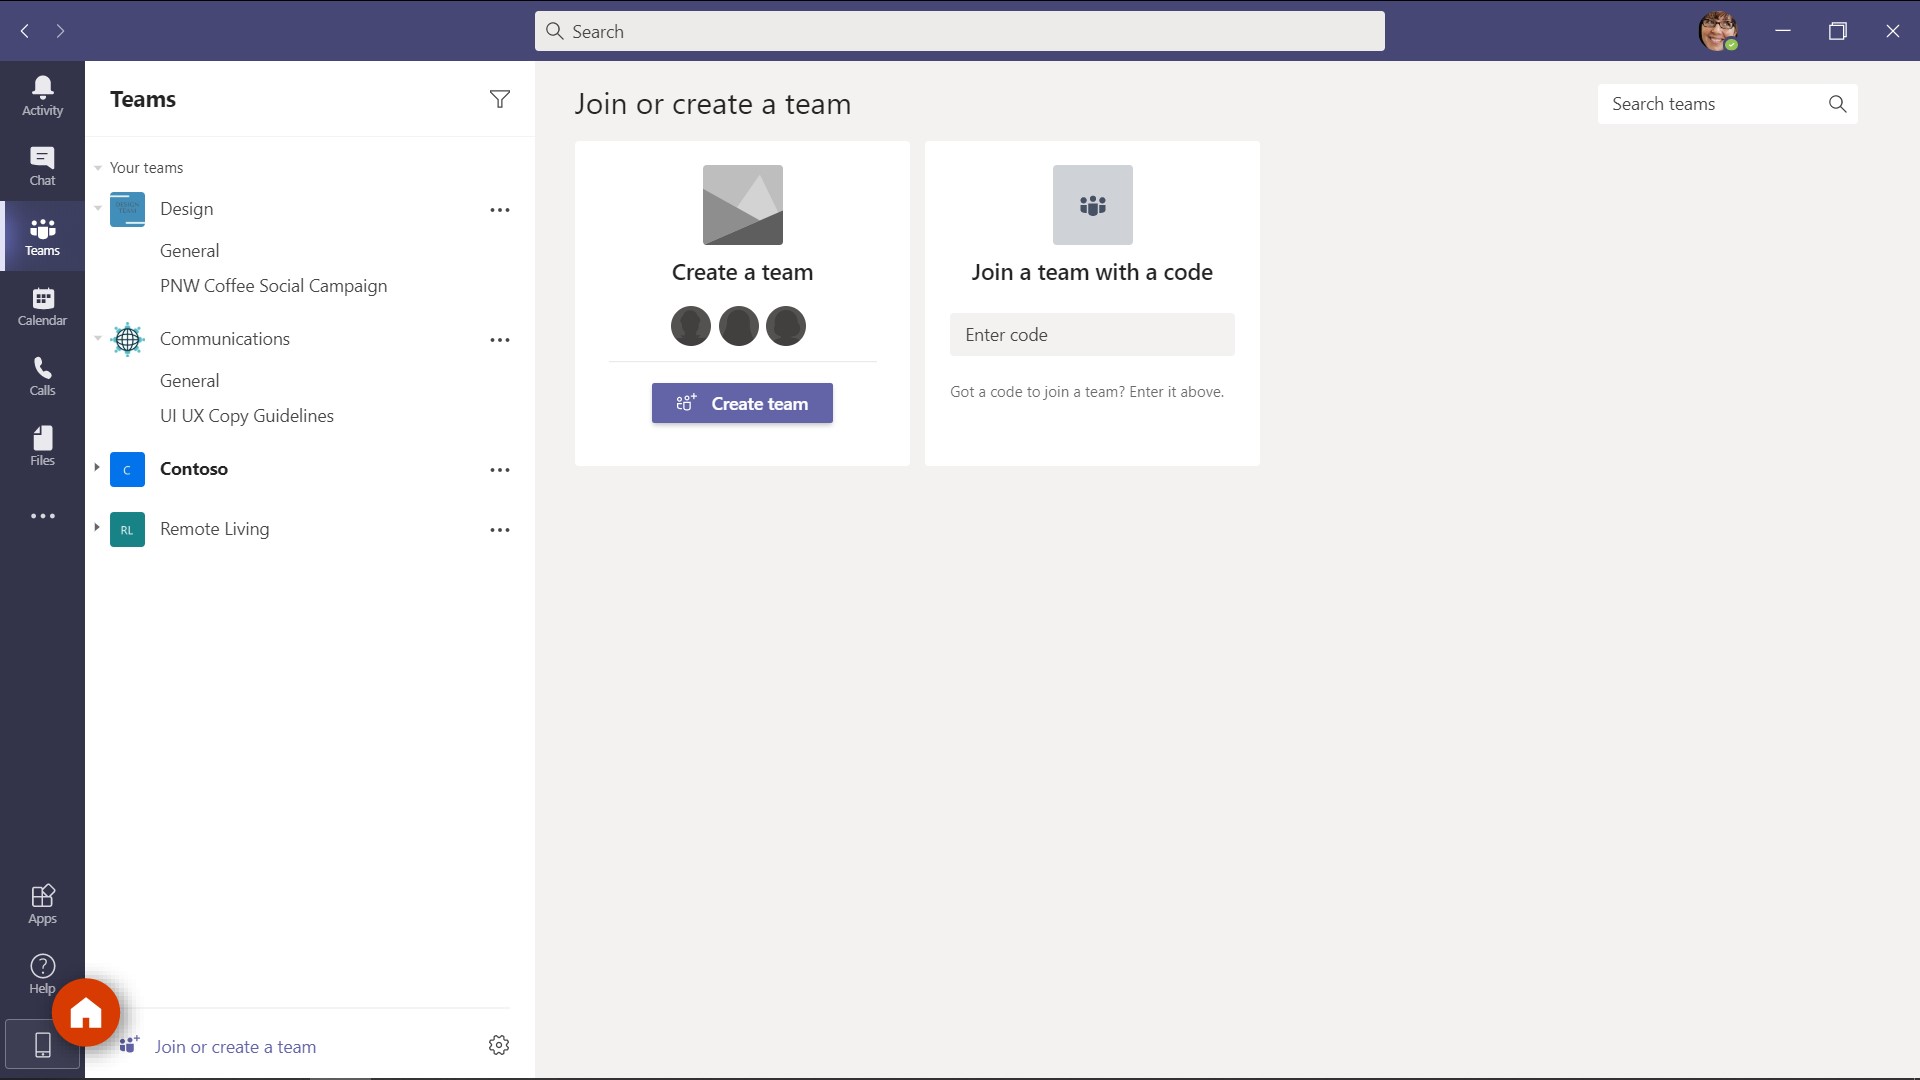 Search
Activity
Chat
Teams
Calendar
Calls
Files
Apps
Help
Teams
Your teams
Design
General
PNW Coffee Social Campaign
Communications
General
UI UX Copy Guidelines
C
Contoso
RL
Remote Living
Join or create a team
Join or create a team
Search teams
Create a team
Create team
Join a team with a code
Enter code
Got a code to join a team? Enter it above.